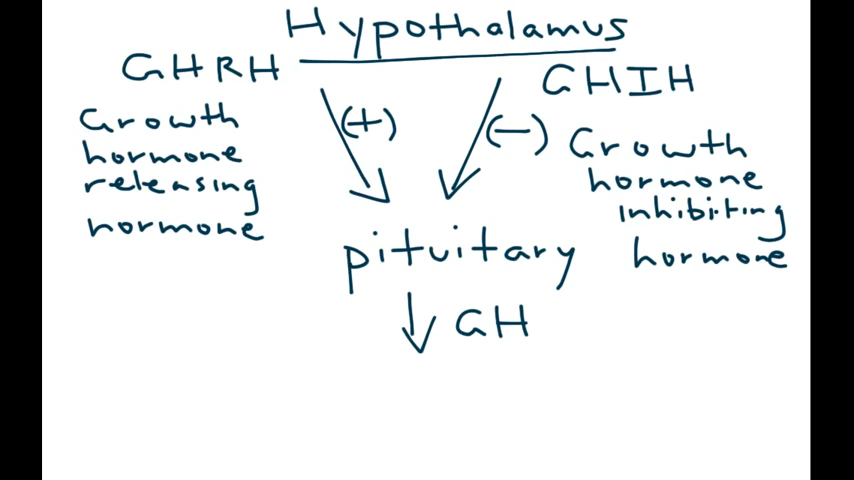 Hypothalamus
GHRH
GHIH
(+)
(-)
Growth
hormone
releasing
hormone
Growth
hormone
inhibiting
hormone
pituitary
GH